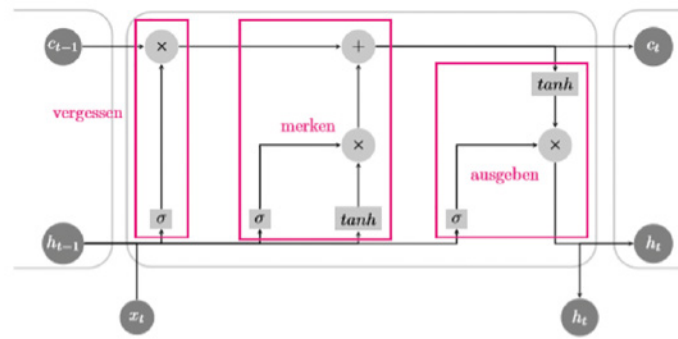 c_{t-1}
×
+
c_t
tanh
vergessen
merken
×
×
ausgeben
σ
σ
tanh
σ
h_{t-1}
h_t
x_t
h_t